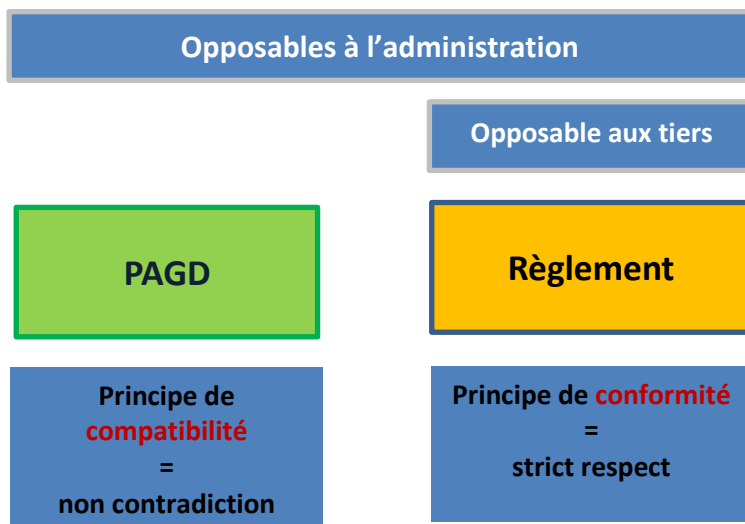 Opposables à l’administration
Opposable aux tiers
PAGD
Règlement
Principe de
compatibilité
=
non contradiction
Principe de conformité
=
strict respect